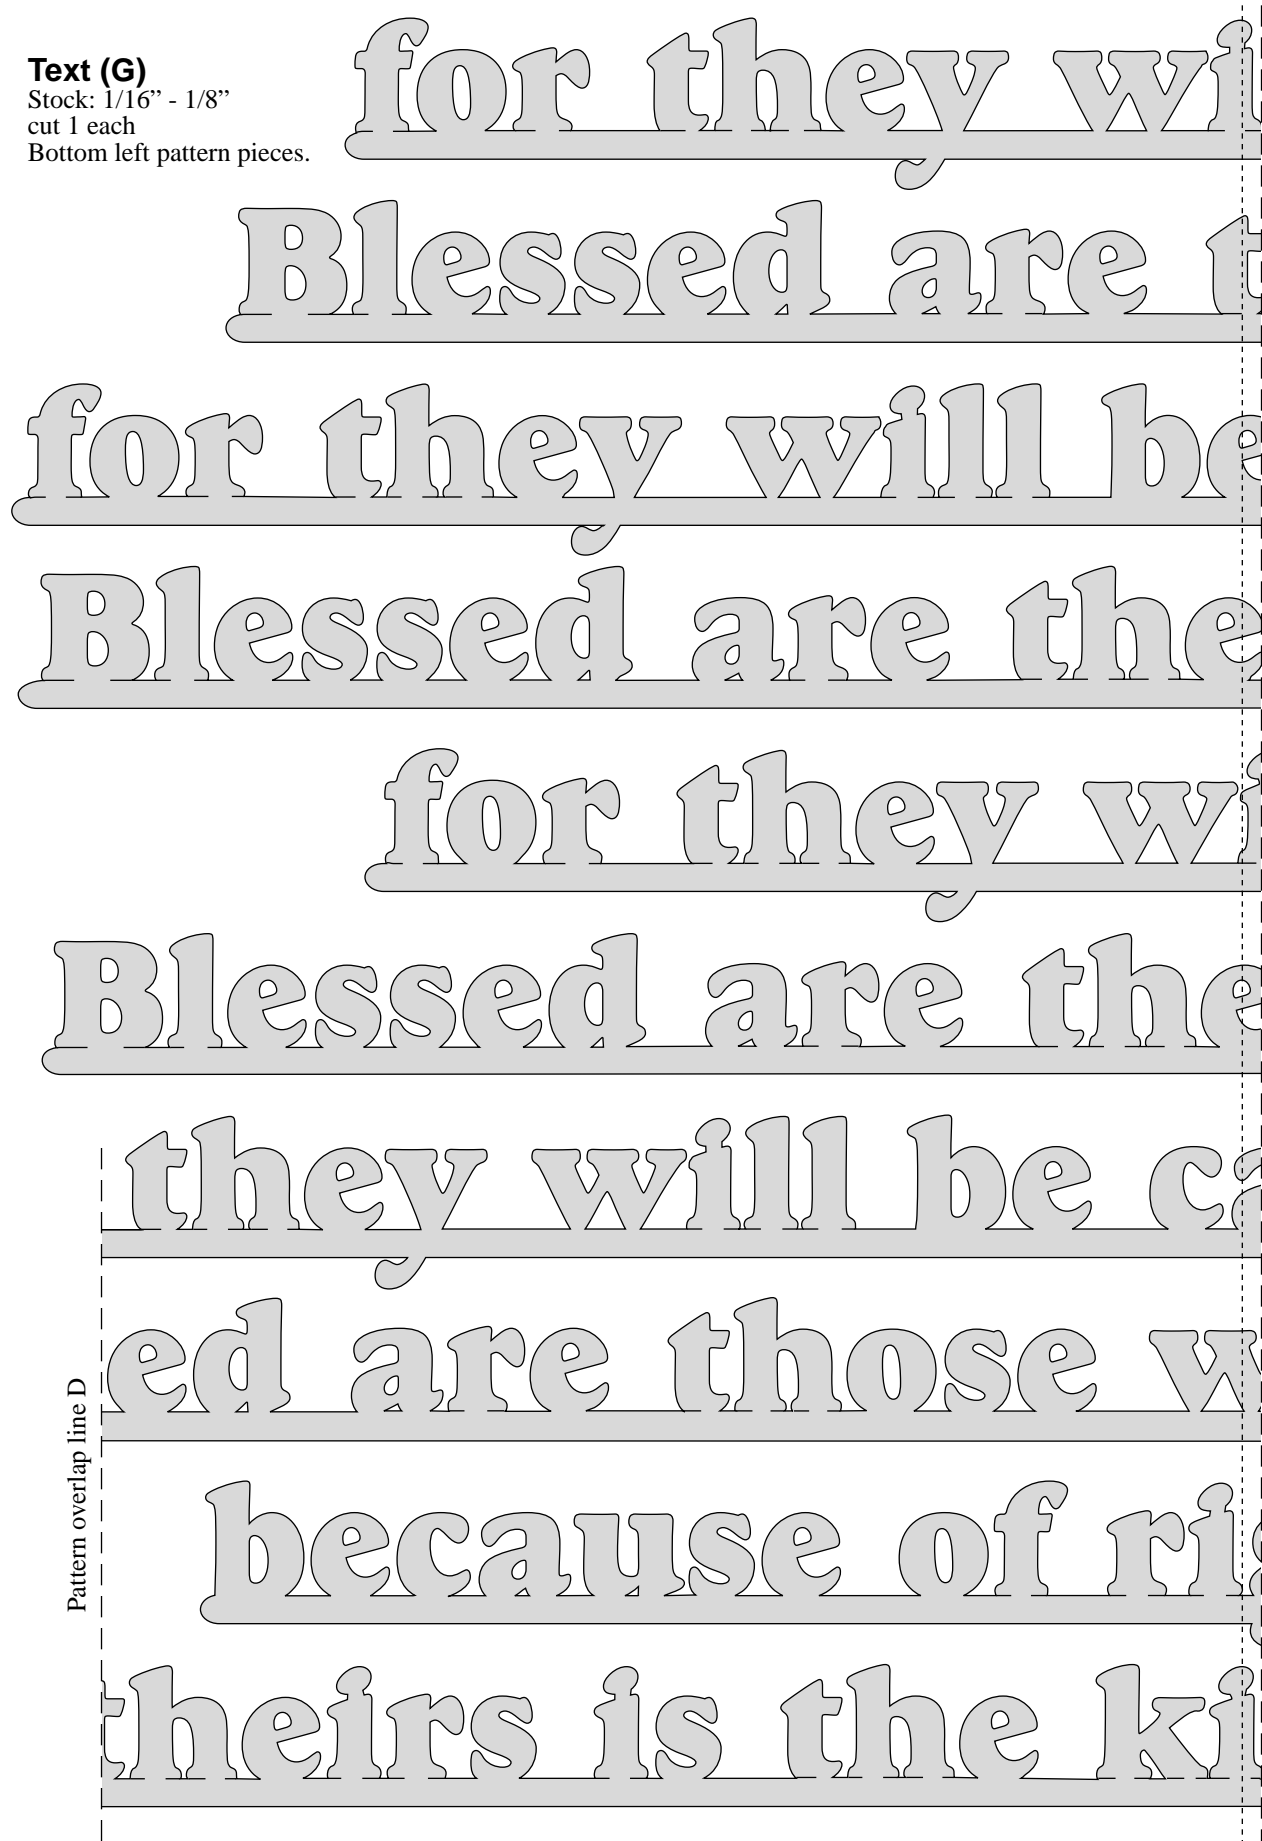 Text (G)
Stock: 1/16” - 1/8”
cut 1 each
Bottom left pattern pieces.
for they wi
Blessed are t
for they will be
Blessed are the
for they wi
Blessed are the
they will be ca
ed are those w
Pattern overlap line D
because of rig
theirs is the ki